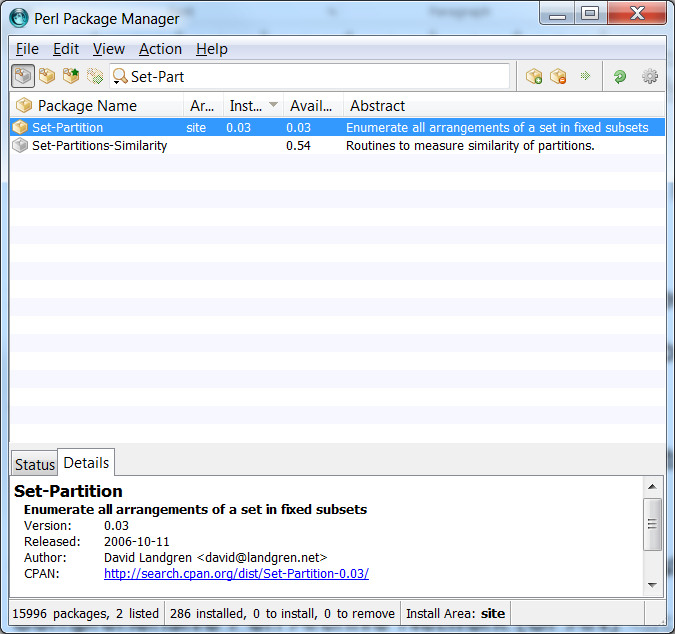 Perl Package Manager
File Edit View Action Help
Set-Part
Package Name Ar... Inst... Avail... Abstract
Set-Partition site 0.03 0.03 Enumerate all arrangements of a set in fixed subsets
Set-Partitions-Similarity 0.54 Routines to measure similarity of partitions.
Status Details
Set-Partition
Enumerate all arrangements of a set in fixed subsets
Version: 0.03
Released: 2006-10-11
Author: David Landgren <david@landgren.net>
CPAN: http://search.cpan.org/dist/Set-Partition-0.03/
15996 packages, 2 listed 286 installed, 0 to install, 0 to remove Install Area: site